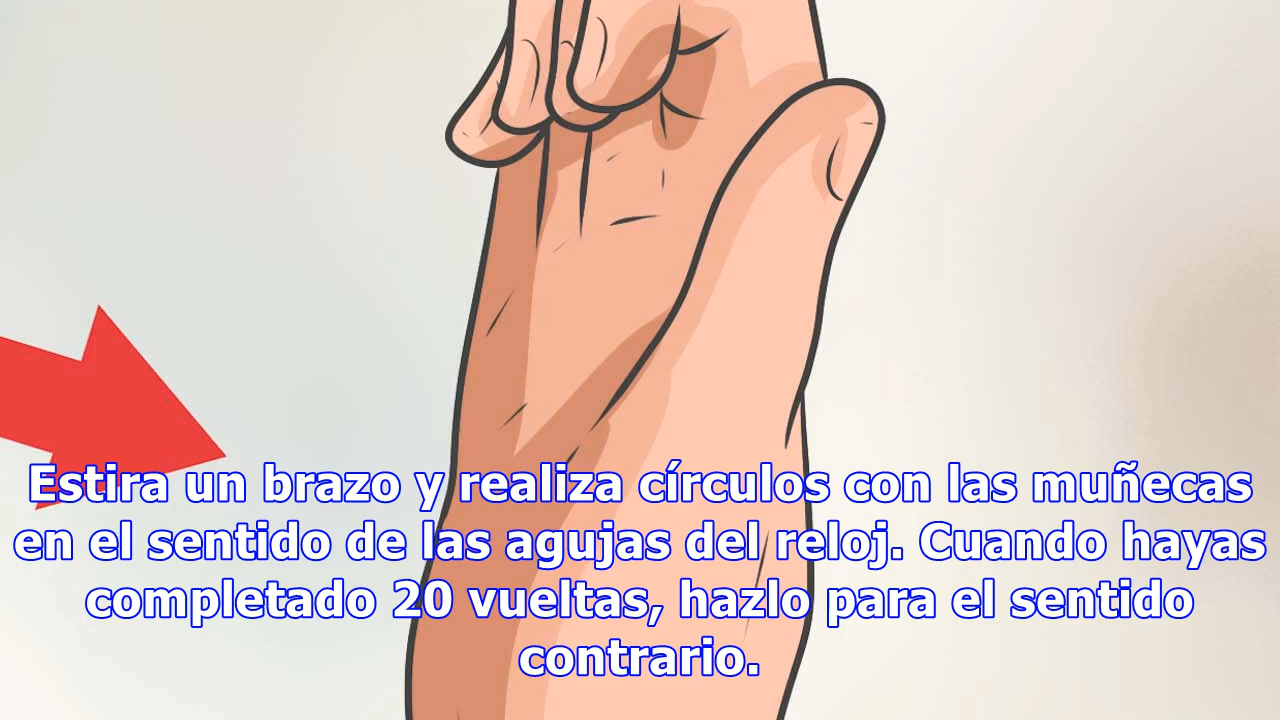 Estira un brazo y realiza círculos con las muñecas
en el sentido de las agujas del reloj. Cuando hayas
completado 20 vueltas, hazlo para el sentido
contrario.